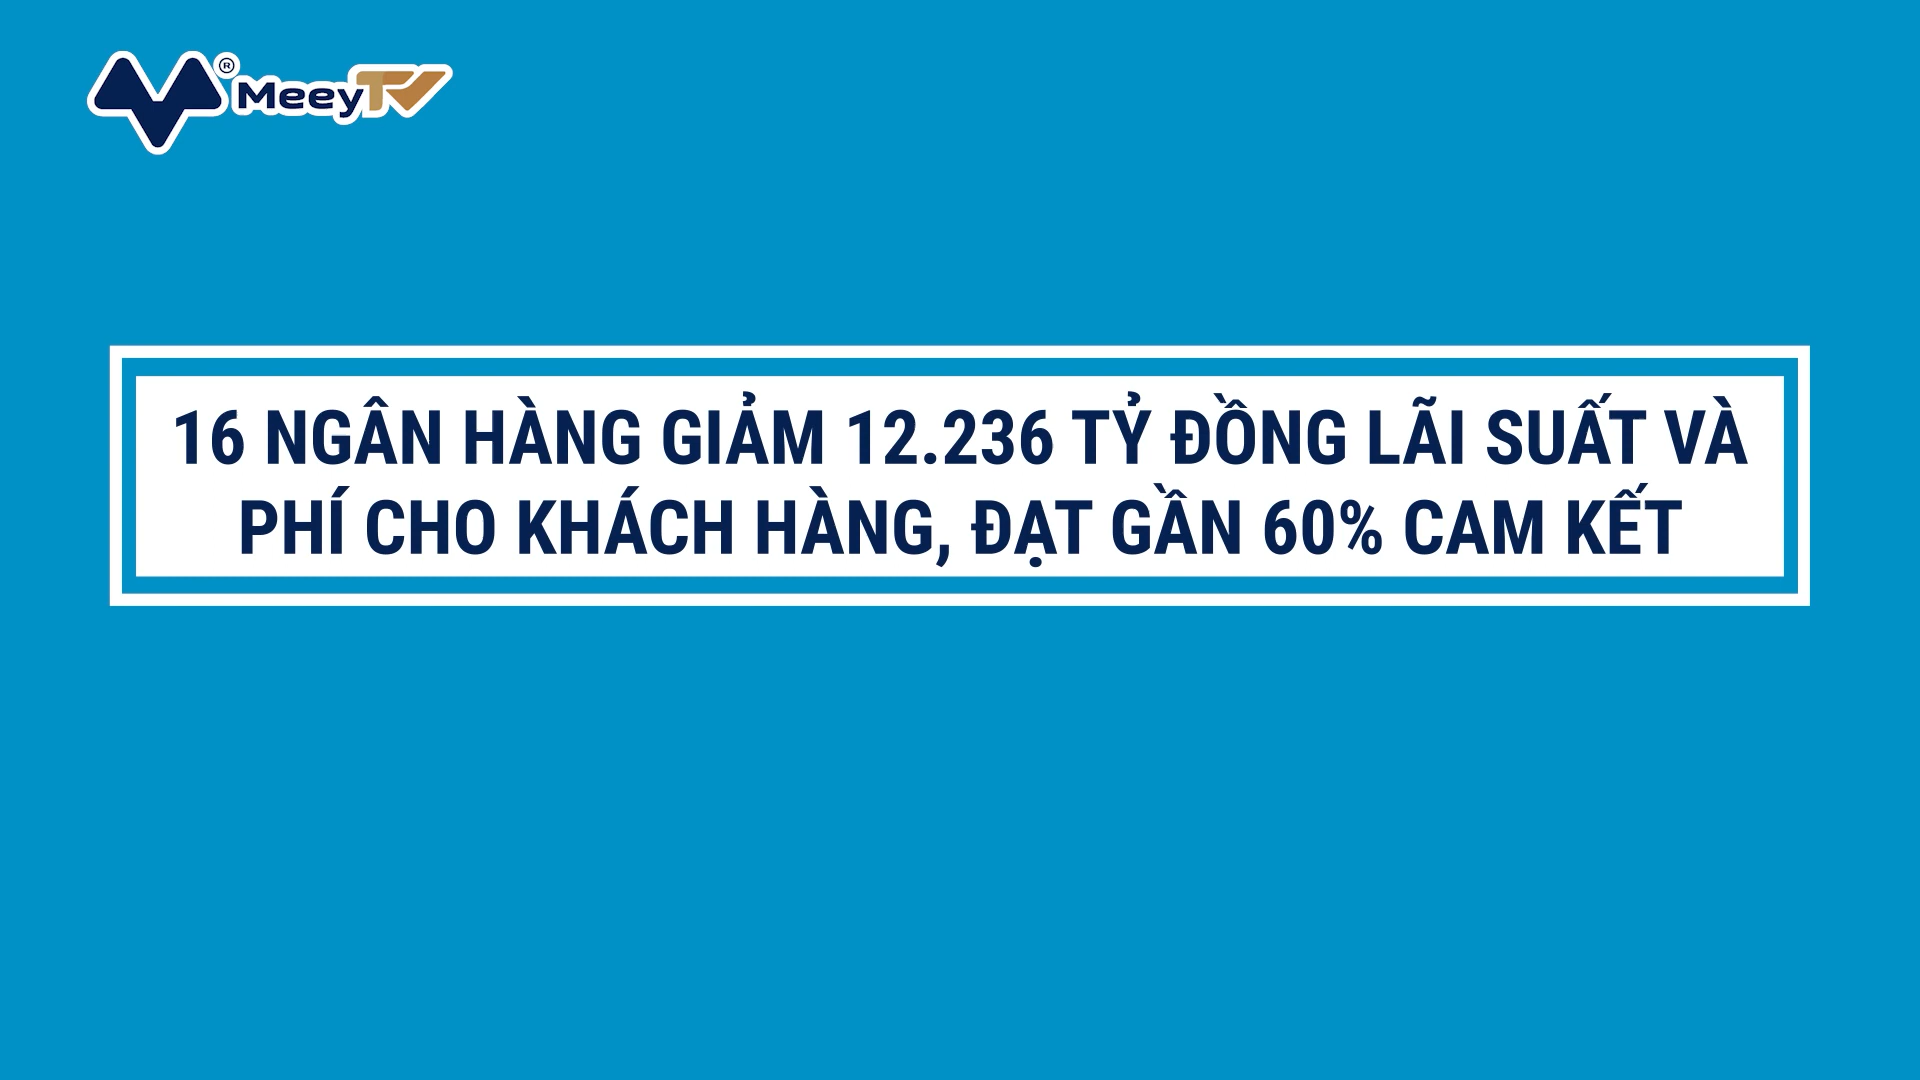 ® MeeyTV
16 NGÂN HÀNG GIẢM 12.236 TỶ ĐỒNG LÃI SUẤT VÀ
PHÍ CHO KHÁCH HÀNG, ĐẠT GẦN 60% CAM KẾT